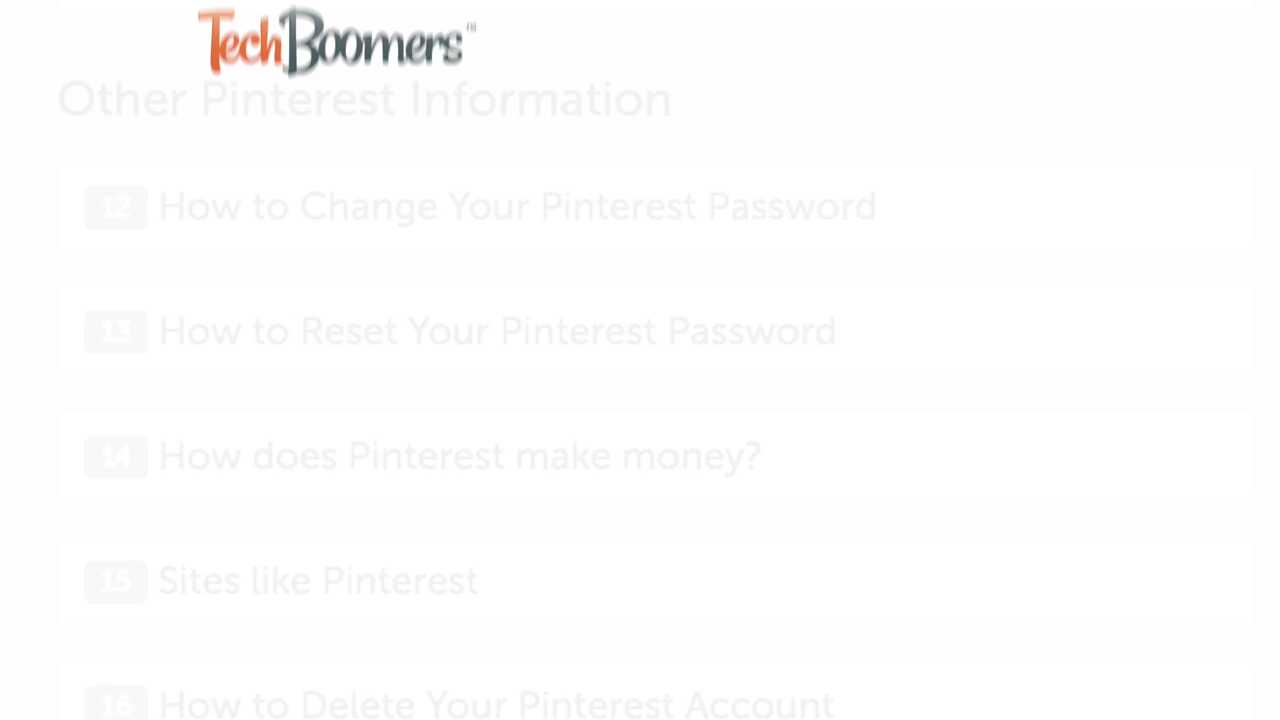 TechBoomers™
Other Pinterest Information
12 How to Change Your Pinterest Password
13 How to Reset Your Pinterest Password
14 How does Pinterest make money?
15 Sites like Pinterest
16 How to Delete Your Pinterest Account